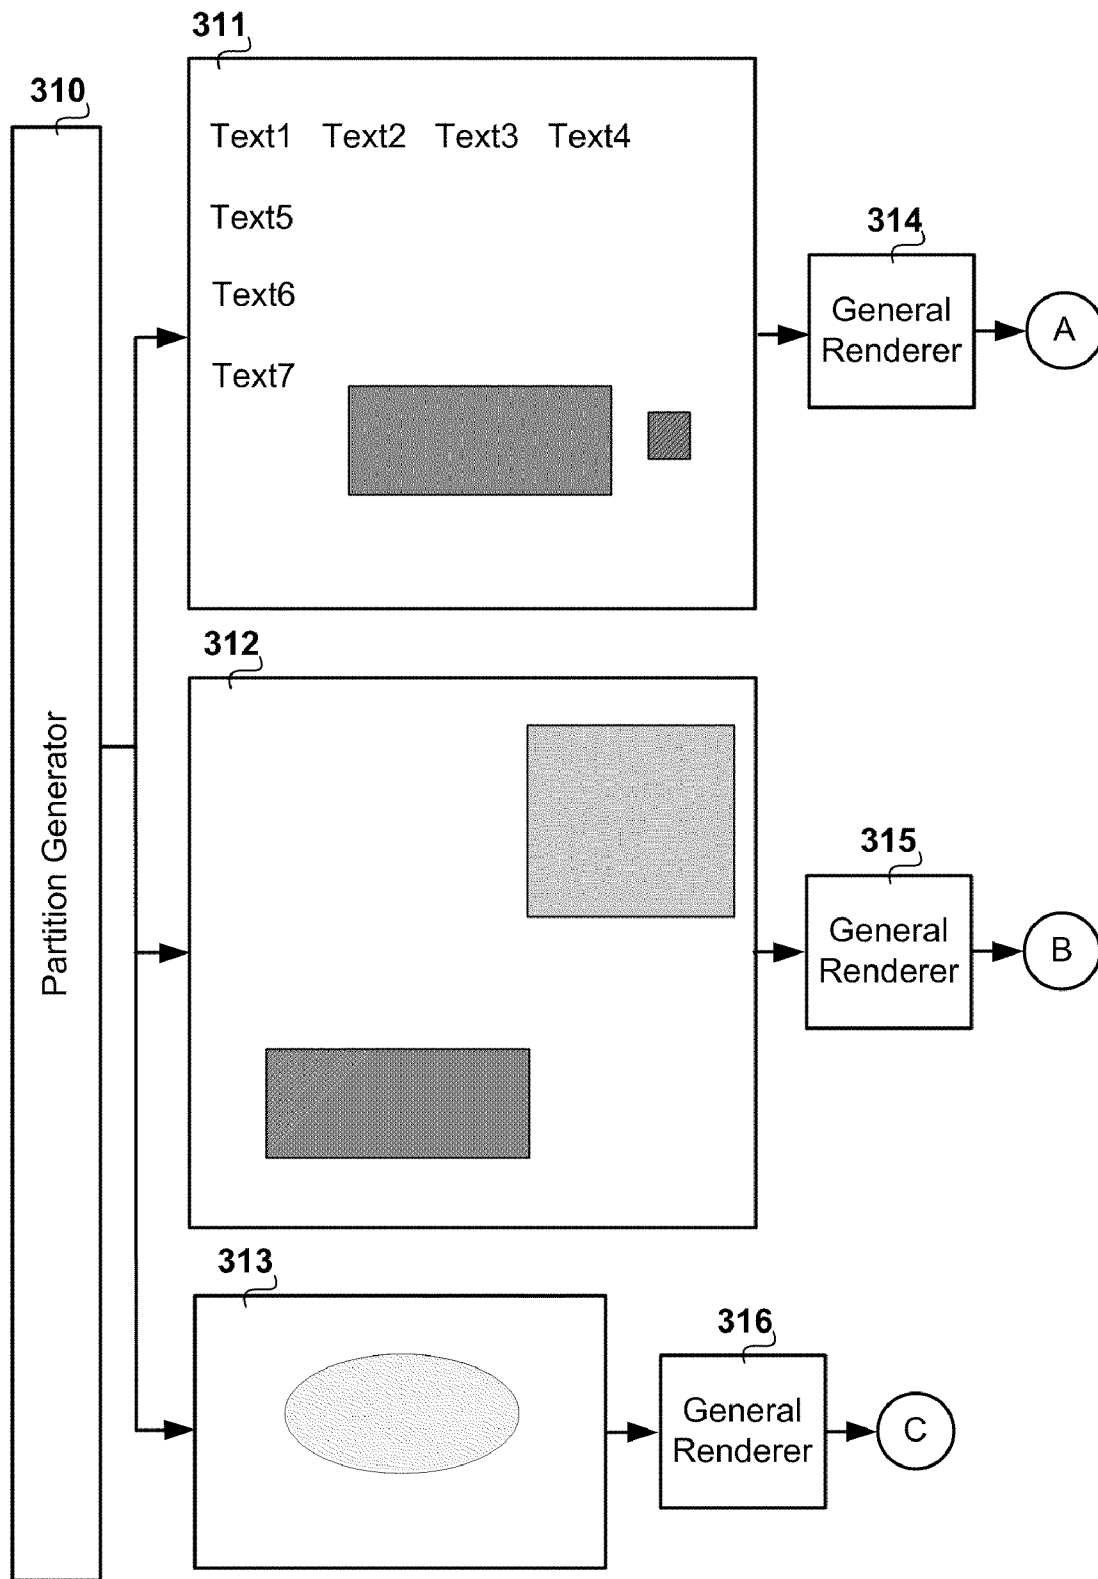 311
310
Text1 Text2 Text3 Text4
Text5
Text6
Text7
314
General
Renderer
A
312
Partition Generator
315
General
Renderer
B
313
316
General
Renderer
C